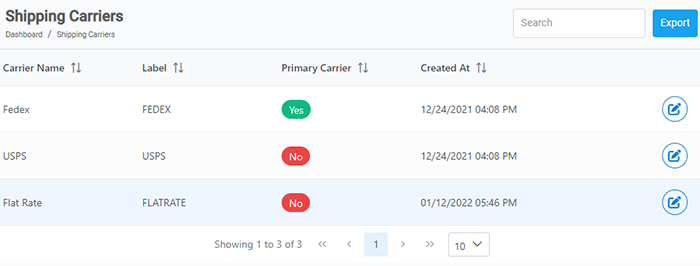 Shipping Carriers
Dashboard / Shipping Carriers
Search
Export
Carrier Name Label Primary Carrier Created At
Fedex FEDEX Yes 12/24/2021 04:08 PM
USPS USPS No 12/24/2021 04:08 PM
Flat Rate FLATRATE No 01/12/2022 05:46 PM
Showing 1 to 3 of 3 « ‹ 1 › » 10